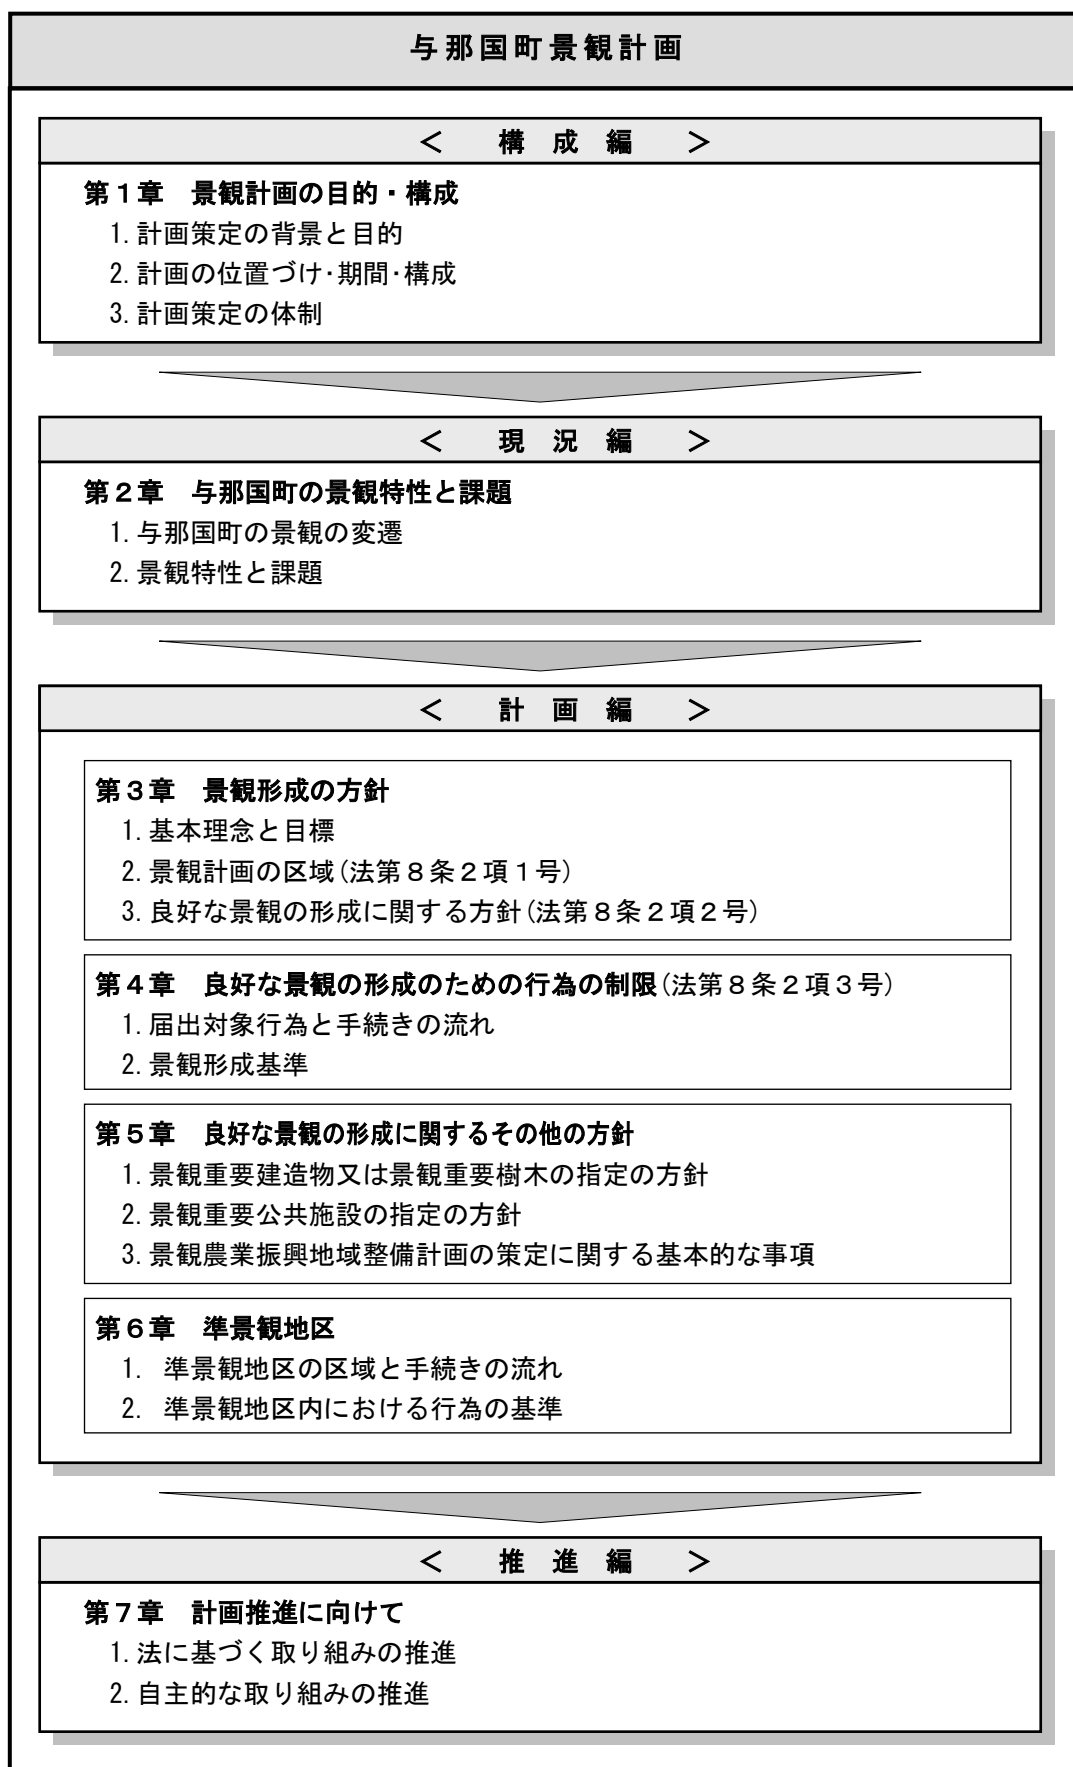 与那国町景観計画
＜ 構成編 ＞
第１章 景観計画の目的・構成
1.計画策定の背景と目的
2.計画の位置づけ･期間･構成
3.計画策定の体制
＜ 現況編 ＞
第２章 与那国町の景観特性と課題
1.与那国町の景観の変遷
2.景観特性と課題
＜ 計画編 ＞
第３章 景観形成の方針
1.基本理念と目標
2.景観計画の区域(法第８条２項１号)
3.良好な景観の形成に関する方針(法第８条２項２号)
第４章 良好な景観の形成のための行為の制限(法第８条２項３号)
1.届出対象行為と手続きの流れ
2.景観形成基準
第５章 良好な景観の形成に関するその他の方針
1.景観重要建造物又は景観重要樹木の指定の方針
2.景観重要公共施設の指定の方針
3.景観農業振興地域整備計画の策定に関する基本的な事項
第６章 準景観地区
1. 準景観地区の区域と手続きの流れ
2. 準景観地区内における行為の基準
＜ 推進編 ＞
第７章 計画推進に向けて
1.法に基づく取り組みの推進
2.自主的な取り組みの推進